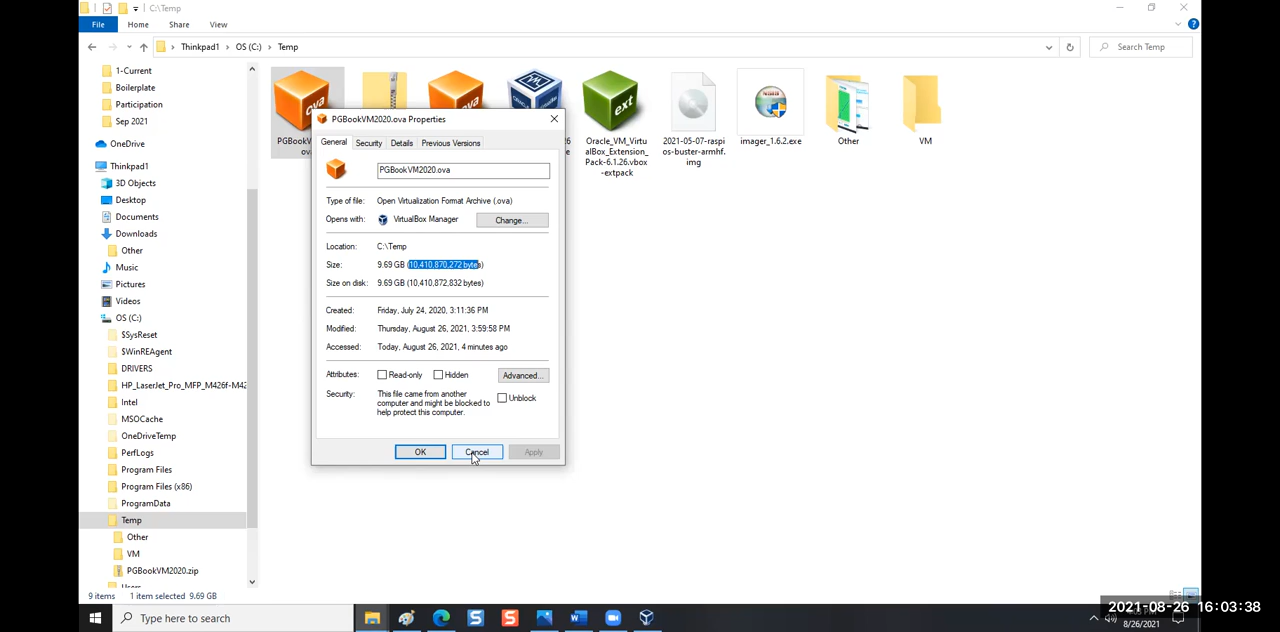 C:\Temp
File
Home
Share
View
Thinkpad1
OS (C:)
Temp
Search Temp
1-Current
Boilerplate
Participation
Sep 2021
OneDrive
Thinkpad1
3D Objects
Desktop
Documents
Downloads
Other
Music
Pictures
Videos
OS (C:)
$SysReset
$WinREAgent
DRIVERS
HP_LaserJet_Pro_MFP_M426f-M42
Intel
MSOCache
OneDriveTemp
PerfLogs
Program Files
Program Files (x86)
ProgramData
Temp
Other
VM
PGBookVM2020.zip
Users
Oracle_VM_Virtu
alBox_Extension_
Pack-6.1.26.vbox
-extpack
2021-05-07-raspi
os-buster-armhf.
img
imager_1.6.2.exe
Other
VM
PGBookVM2020.ova Properties
General
Security
Details
Previous Versions
PGBookVM2020.ova
Type of file: Open Virtualization Format Archive (.ova)
Opens with: VirtualBox Manager
Change...
Location: C:\Temp
Size: 9.69 GB (10,410,870,272 bytes)
Size on disk: 9.69 GB (10,410,872,832 bytes)
Created: Friday, July 24, 2020, 3:11:36 PM
Modified: Thursday, August 26, 2021, 3:59:58 PM
Accessed: Today, August 26, 2021, 4 minutes ago
Attributes: Read-only Hidden Advanced...
Security: This file came from another
computer and might be blocked to
help protect this computer.
Unblock
OK
Cancel
Apply
9 items
1 item selected 9.69 GB
Type here to search
2021-08-26 16:03:38
8/26/2021